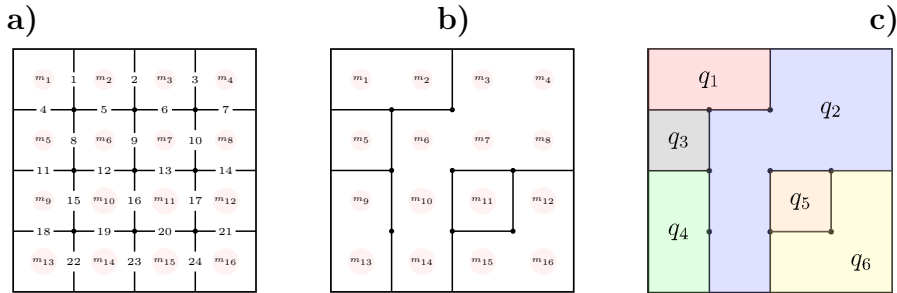 a) b) c)
m1 1 m2 2 m3 3 m4 m1 m2 m3 m4 q1 q2
4 5 6 7
m5 8 m6 9 m7 10 m8 m5 m6 m7 m8 q3
11 12 13 14
m9 15 m10 16 m11 17 m12 m9 m10 m11 m12 q4 q5
18 19 20 21
m13 22 m14 23 m15 24 m16 m13 m14 m15 m16 q6